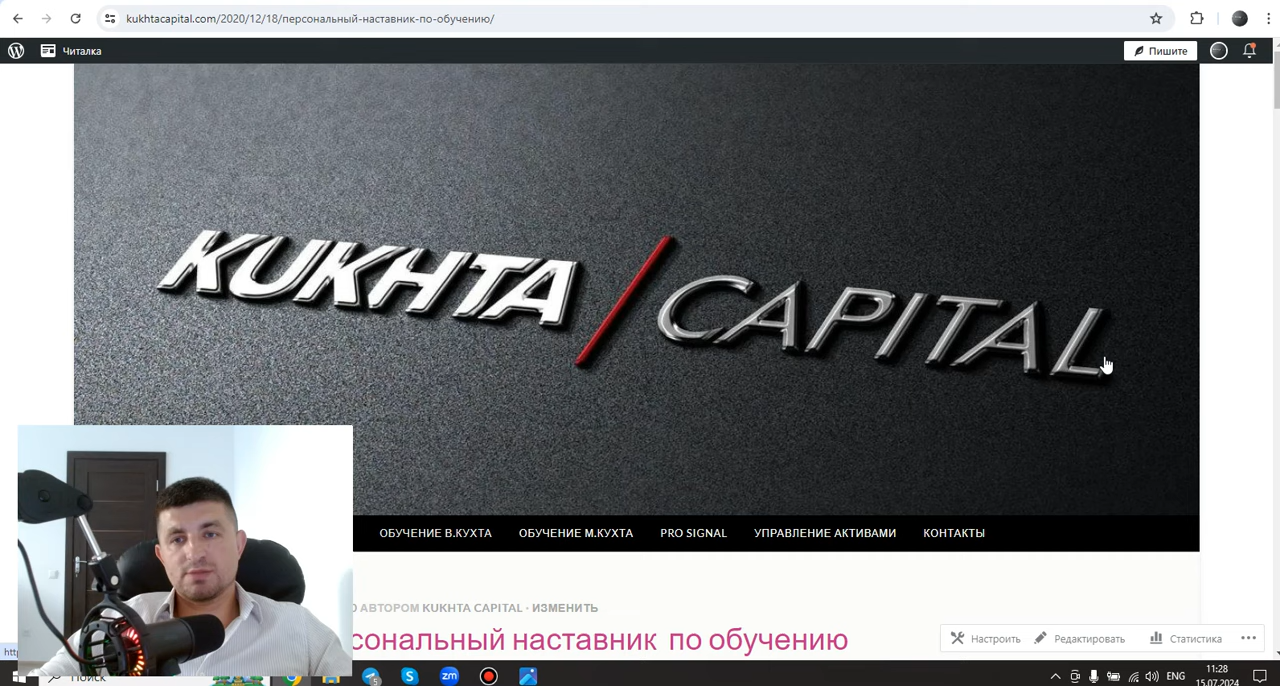 kukhtacapital.com/2020/12/18/персональный-наставник-по-обучению/
Читалка
Пишите
KUKHTA / CAPITAL
ОБУЧЕНИЕ В.КУХТА ОБУЧЕНИЕ М.КУХТА PRO SIGNAL УПРАВЛЕНИЕ АКТИВАМИ КОНТАКТЫ
АВТОРОМ KUKHTA CAPITAL · ИЗМЕНИТЬ
сональный наставник по обучению
Настроить Редактировать Статистика
Поиск
zm
ENG
11:28
15.07.2024